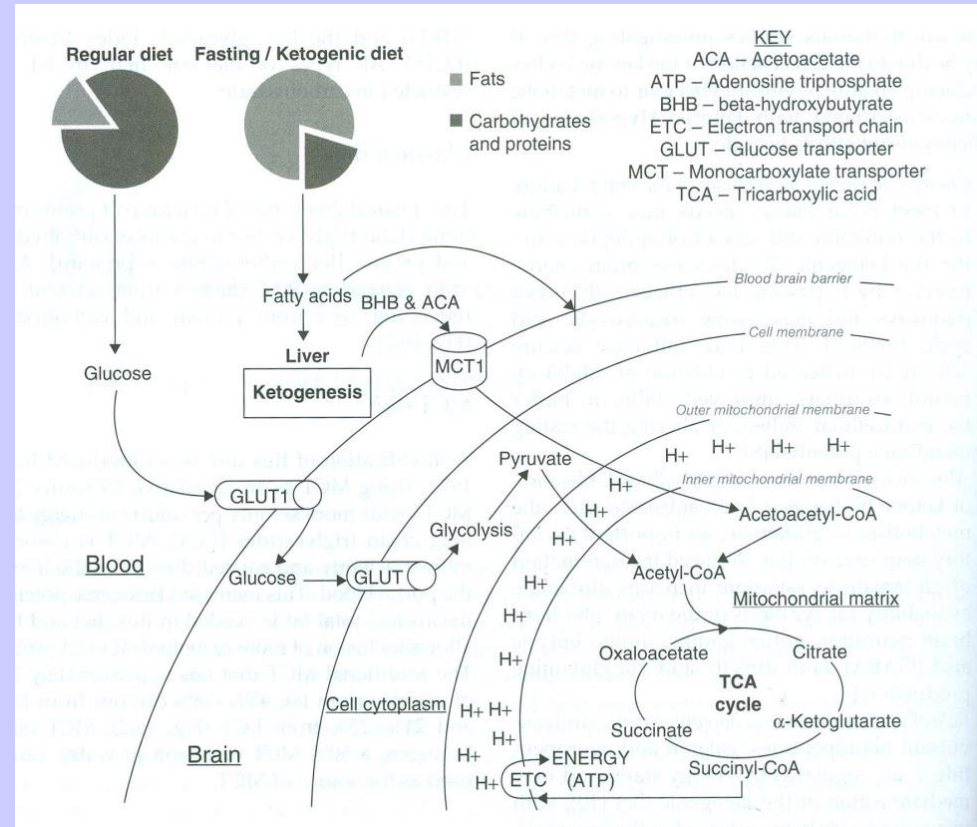 Regular diet
Fasting / Ketogenic diet
Fats
Carbohydrates
and proteins
KEY
ACA – Acetoacetate
ATP – Adenosine triphosphate
BHB – beta-hydroxybutyrate
ETC – Electron transport chain
GLUT – Glucose transporter
MCT – Monocarboxylate transporter
TCA – Tricarboxylic acid
Blood brain barrier
Fatty acids
BHB & ACA
Cell membrane
Liver
MCT1
Glucose
Ketogenesis
Outer mitochondrial membrane
H+ H+ H+
H+
Pyruvate
Inner mitochondrial membrane
H+
GLUT1
Acetoacetyl-CoA
H+
Glycolysis
H+
Blood
Acetyl-CoA
Glucose
GLUT
H+
Mitochondria matrix
H+
Oxaloacetate
Citrate
H+
TCA
cycle
Cell cytoplasm
H+ H+
Succinate
α-Ketoglutarate
Brain
H+
ENERGY
(ATP)
Succinyl-CoA
H+
ETC